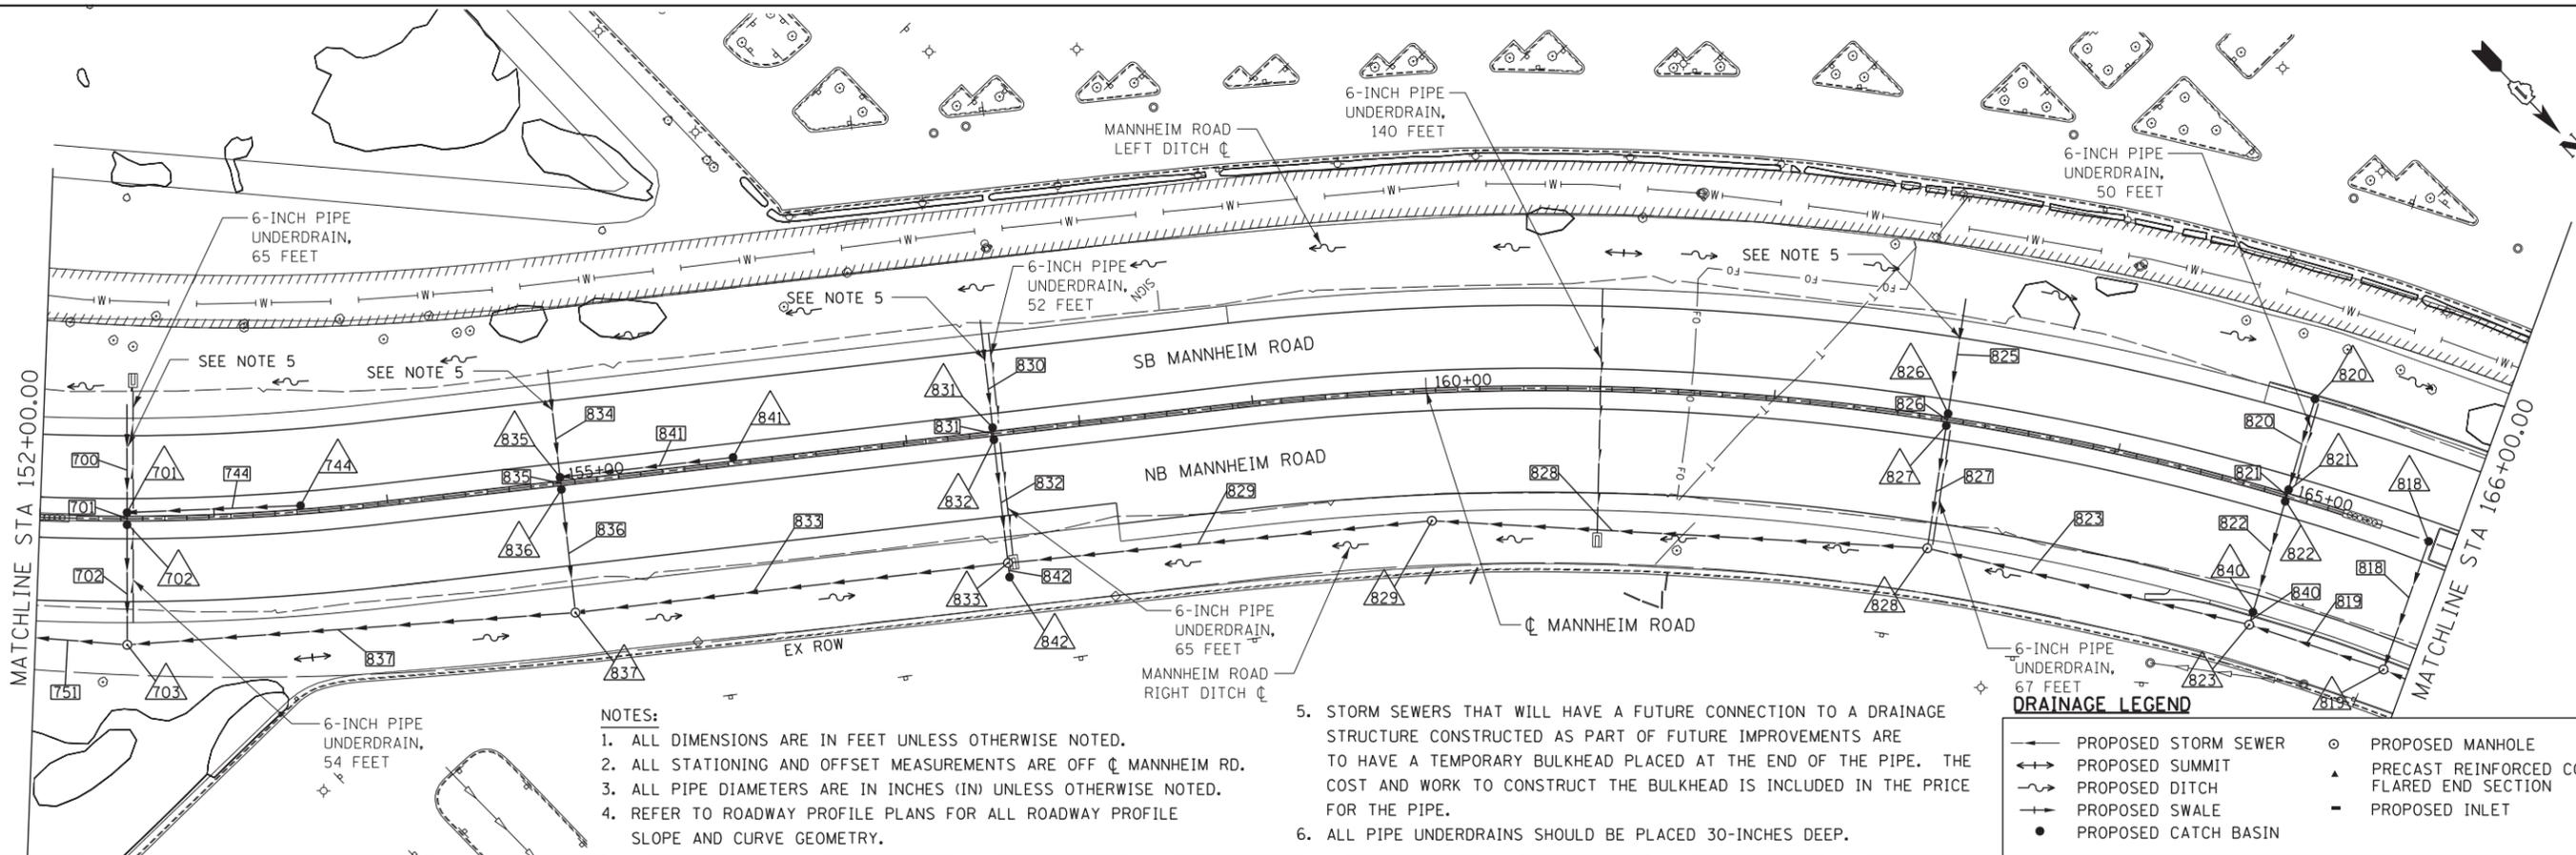 6-INCH PIPE
UNDERDRAIN,
140 FEET
MANNHEIM ROAD
LEFT DITCH ℄
6-INCH PIPE
UNDERDRAIN,
50 FEET
6-INCH PIPE
UNDERDRAIN,
65 FEET
W W W W W W W W W W W W W W W W
SEE NOTE 5
6-INCH PIPE
UNDERDRAIN,
52 FEET
SIGN
SEE NOTE 5
FO FO FO FO FO FO
T T T T
SEE NOTE 5
SEE NOTE 5
SB MANNHEIM ROAD
160+00
NB MANNHEIM ROAD
155+00
165+00
MATCHLINE STA 152+00.00
MATCHLINE STA 166+00.00
700
701
701
744
744
702
702
703
751
837
837
834
835
835
836
836
841
841
833
833
830
831
831
832
832
842
842
829
829
828
828
825
826
826
827
827
823
823
820
820
821
821
822
822
840
840
818
818
819
819
EX ROW
6-INCH PIPE
UNDERDRAIN,
65 FEET
MANNHEIM ROAD
RIGHT DITCH ℄
℄ MANNHEIM ROAD
6-INCH PIPE
UNDERDRAIN,
67 FEET
6-INCH PIPE
UNDERDRAIN,
54 FEET
NOTES:
1. ALL DIMENSIONS ARE IN FEET UNLESS OTHERWISE NOTED.
2. ALL STATIONING AND OFFSET MEASUREMENTS ARE OFF ℄ MANNHEIM RD.
3. ALL PIPE DIAMETERS ARE IN INCHES (IN) UNLESS OTHERWISE NOTED.
4. REFER TO ROADWAY PROFILE PLANS FOR ALL ROADWAY PROFILE
SLOPE AND CURVE GEOMETRY.
5. STORM SEWERS THAT WILL HAVE A FUTURE CONNECTION TO A DRAINAGE
STRUCTURE CONSTRUCTED AS PART OF FUTURE IMPROVEMENTS ARE
TO HAVE A TEMPORARY BULKHEAD PLACED AT THE END OF THE PIPE. THE
COST AND WORK TO CONSTRUCT THE BULKHEAD IS INCLUDED IN THE PRICE
FOR THE PIPE.
6. ALL PIPE UNDERDRAINS SHOULD BE PLACED 30-INCHES DEEP.
DRAINAGE LEGEND
PROPOSED STORM SEWER
PROPOSED SUMMIT
PROPOSED DITCH
PROPOSED SWALE
PROPOSED CATCH BASIN
PROPOSED MANHOLE
PRECAST REINFORCED CO
FLARED END SECTION
PROPOSED INLET